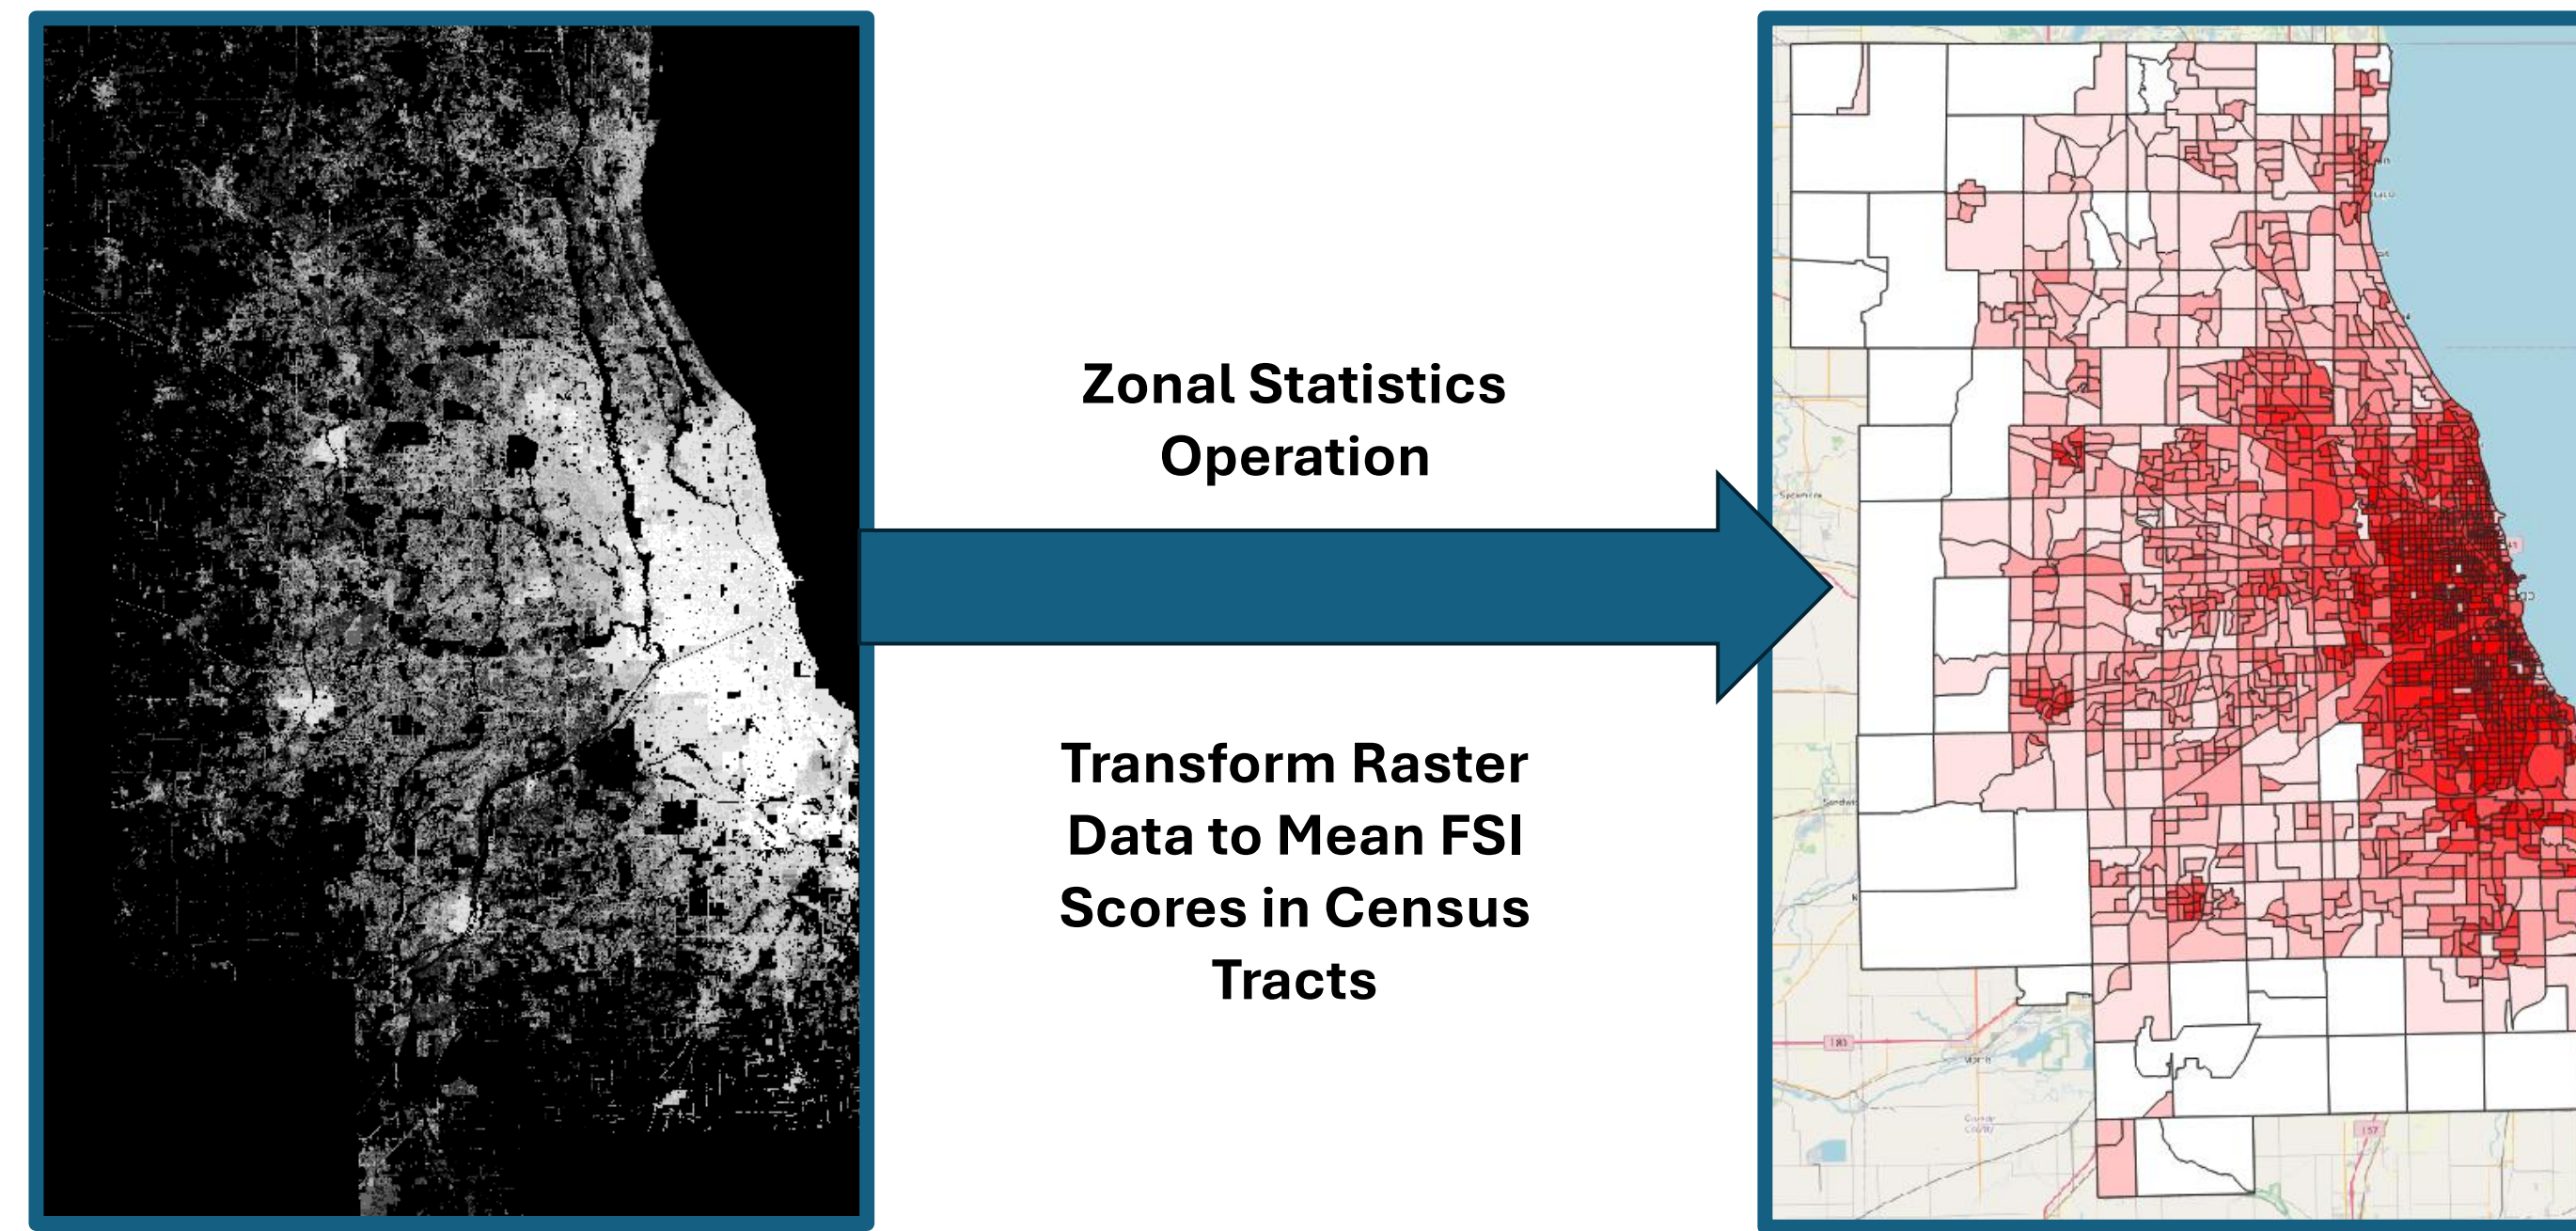 Zonal Statistics
Operation
Transform Raster
Data to Mean FSI
Scores in Census
Tracts